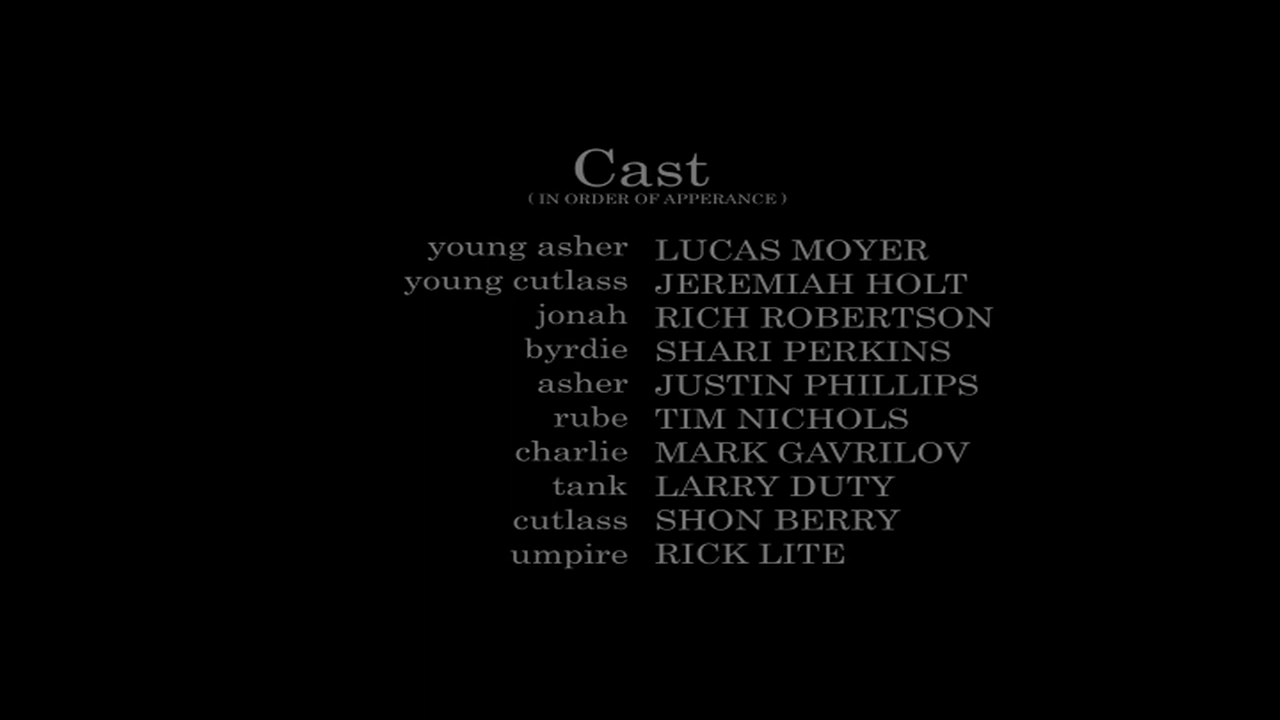 Cast
( IN ORDER OF APPERANCE )
young asher LUCAS MOYER
young cutlass JEREMIAH HOLT
jonah RICH ROBERTSON
byrdie SHARI PERKINS
asher JUSTIN PHILLIPS
rube TIM NICHOLS
charlie MARK GAVRILOV
tank LARRY DUTY
cutlass SHON BERRY
umpire RICK LITE